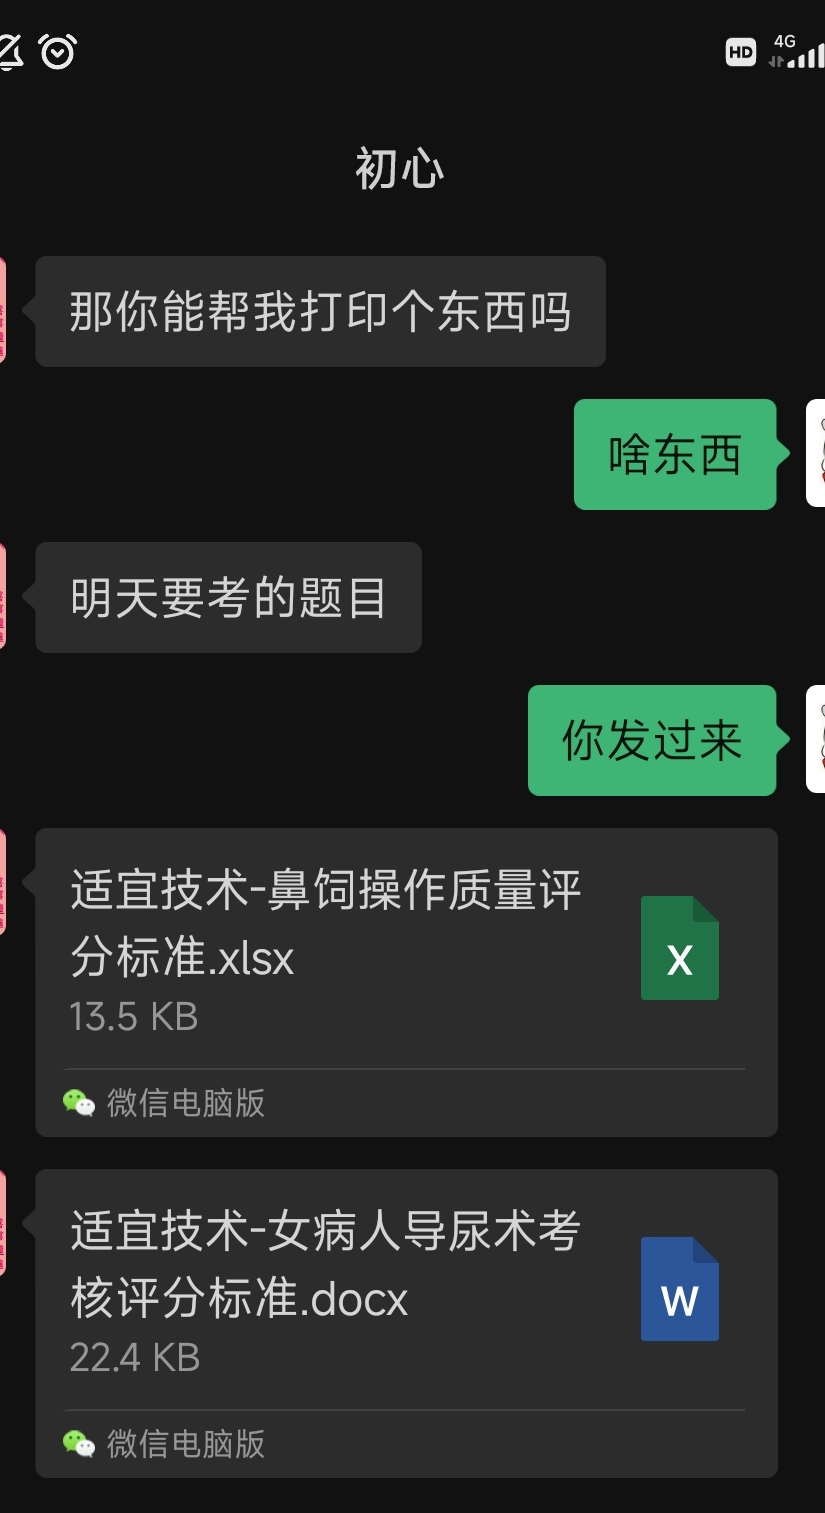 HD 4G
初心
那你能帮我打印个东西吗
啥东西
明天要考的题目
你发过来
适宜技术-鼻饲操作质量评
分标准.xlsx
X
13.5 KB
微信电脑版
适宜技术-女病人导尿术考
核评分标准.docx
W
22.4 KB
微信电脑版